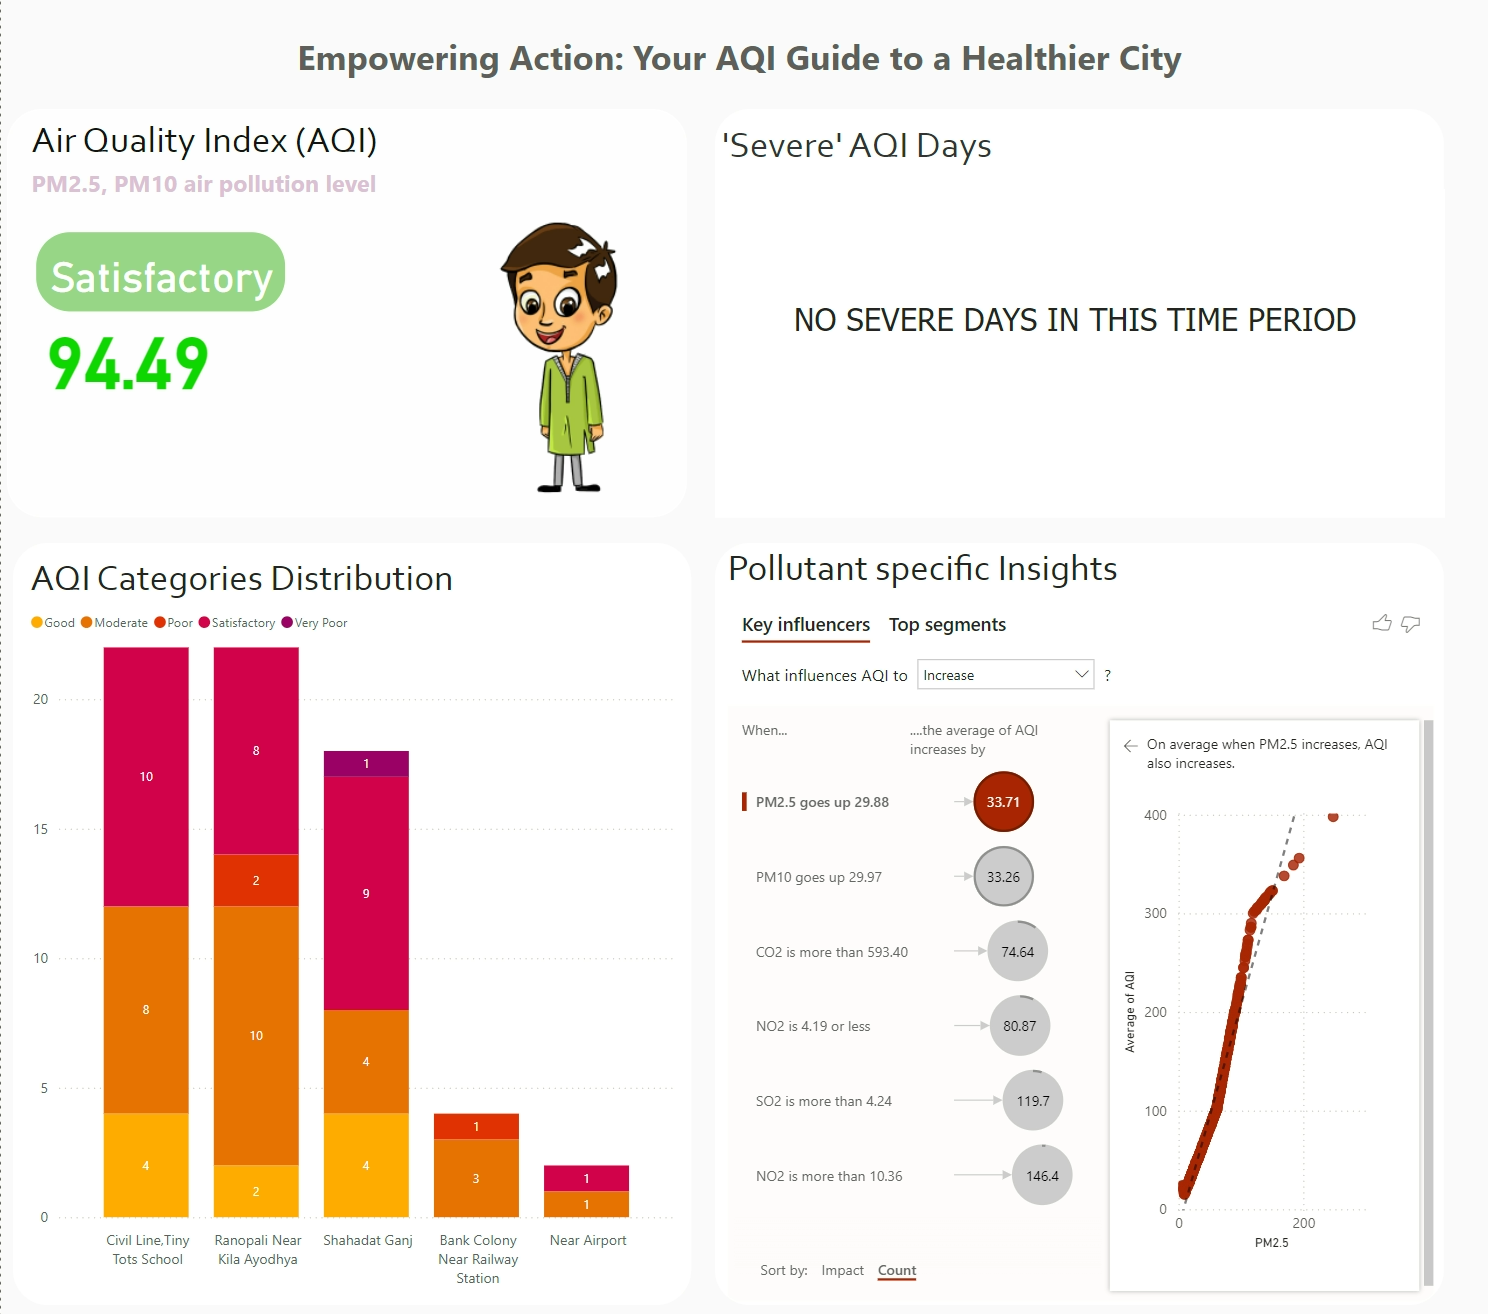 Empowering Action: Your AQI Guide to a Healthier City
Air Quality Index (AQI)
PM2.5, PM10 air pollution level
Satisfactory
94.49
'Severe' AQI Days
NO SEVERE DAYS IN THIS TIME PERIOD
AQI Categories Distribution
Good Moderate Poor Satisfactory Very Poor
20
15
10
5
0
10
8
4
8
2
10
2
1
9
4
4
1
3
1
1
Civil Line,Tiny
Tots School
Ranopali Near
Kila Ayodhya
Shahadat Ganj
Bank Colony
Near Railway
Station
Near Airport
Pollutant specific Insights
Key influencers Top segments
What influences AQI to Increase ?
When...
....the average of AQI
increases by
PM2.5 goes up 29.88 33.71
PM10 goes up 29.97 33.26
CO2 is more than 593.40 74.64
NO2 is 4.19 or less 80.87
SO2 is more than 4.24 119.7
NO2 is more than 10.36 146.4
Sort by: Impact Count
On average when PM2.5 increases, AQI
also increases.
Average of AQI
400
300
200
100
0
0 200
PM2.5